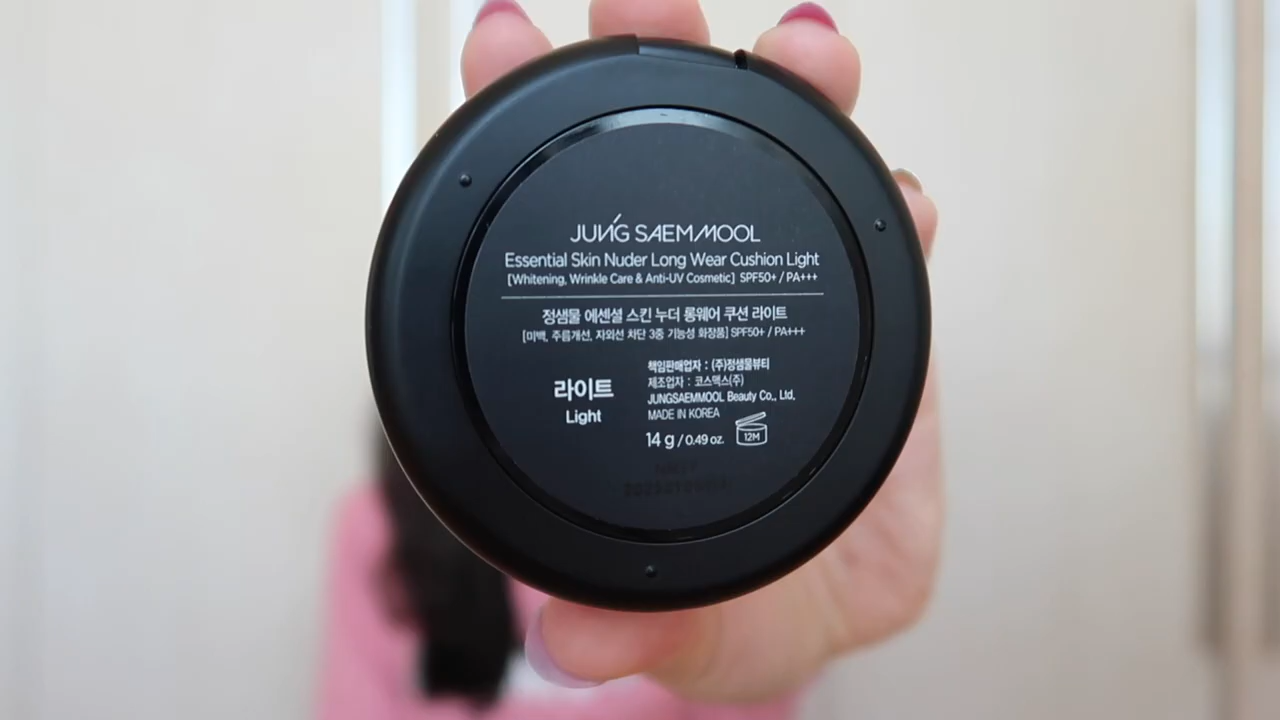 JUNG SAEMMOOL
Essential Skin Nuder Long Wear Cushion Light
[Whitening, Wrinkle Care & Anti-UV Cosmetic] SPF50+ / PA+++
정샘물 에센셜 스킨 누더 롱웨어 쿠션 라이트
[미백, 주름개선, 자외선 차단 3중 기능성 화장품] SPF50+ / PA+++
라이트
Light
책임판매업자 : (주)정샘물뷰티
제조업자 : 코스맥스(주)
JUNGSAEMMOOL Beauty Co., Ltd.
MADE IN KOREA
14 g / 0.49 oz.
12M